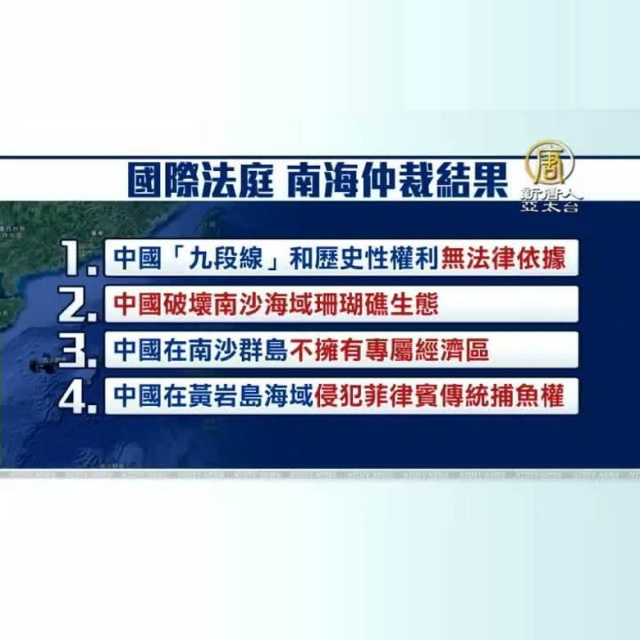 國際法庭 南海仲裁結果
唐
新唐人
亞太台
1. 中國「九段線」和歷史性權利無法律依據
2. 中國破壞南沙海域珊瑚礁生態
3. 中國在南沙群島不擁有專屬經濟區
4. 中國在黃岩島海域侵犯菲律賓傳統捕魚權